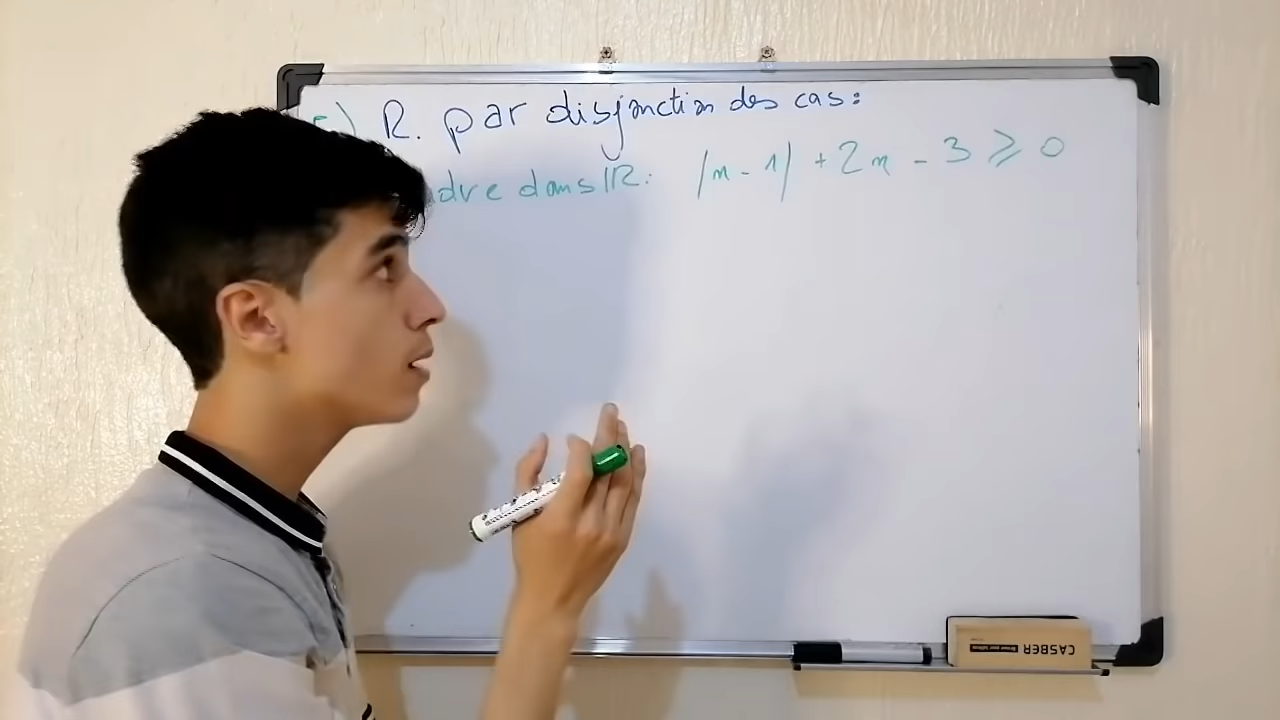 ) R. par disjonction des cas:
dre dans IR: |x - 1| + 2x - 3 ⩾ 0
CASBER